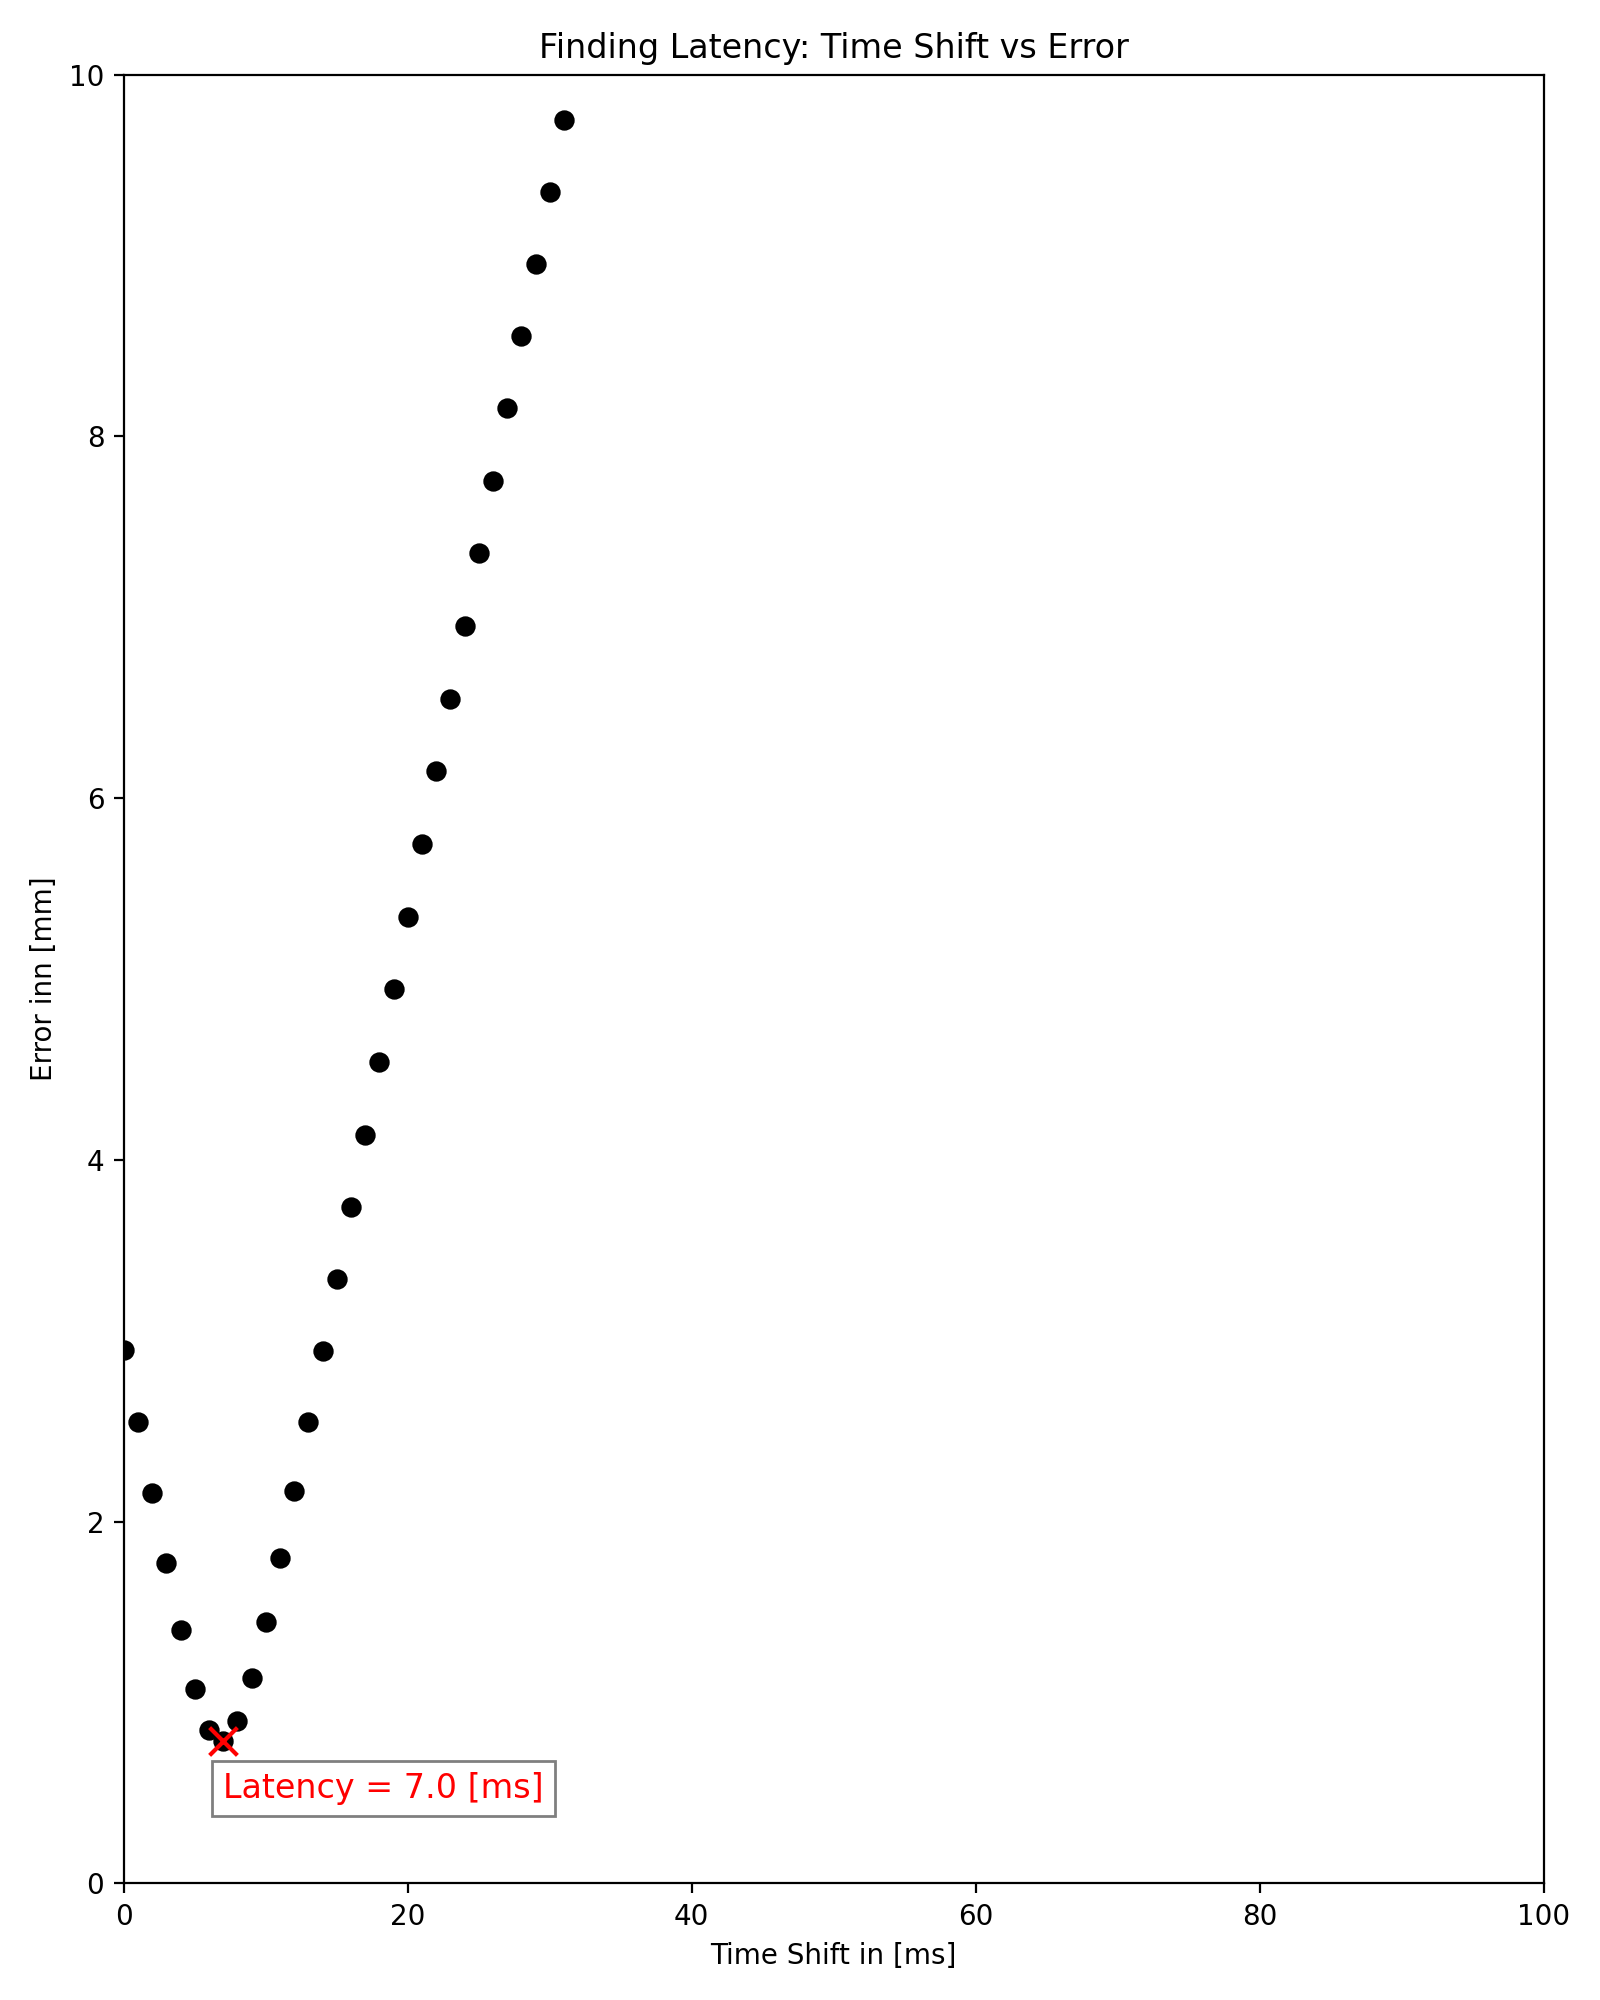 Finding Latency: Time Shift vs Error
10
8
6
4
2
0
Error inn [mm]
Latency = 7.0 [ms]
0 20 40 60 80 100
Time Shift in [ms]